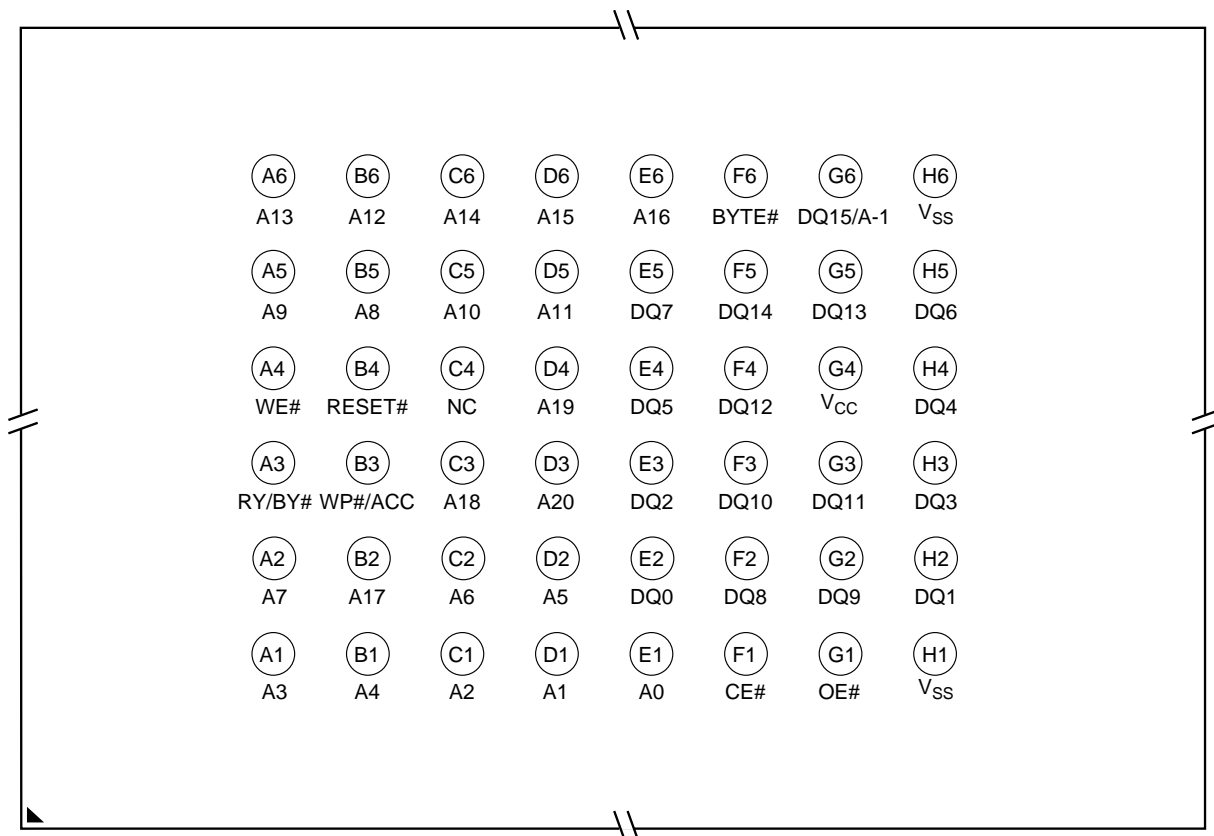 A6 B6 C6 D6 E6 F6 G6 H6
A13 A12 A14 A15 A16 BYTE# DQ15/A-1 VSS
A5 B5 C5 D5 E5 F5 G5 H5
A9 A8 A10 A11 DQ7 DQ14 DQ13 DQ6
A4 B4 C4 D4 E4 F4 G4 H4
WE# RESET# NC A19 DQ5 DQ12 VCC DQ4
A3 B3 C3 D3 E3 F3 G3 H3
RY/BY# WP#/ACC A18 A20 DQ2 DQ10 DQ11 DQ3
A2 B2 C2 D2 E2 F2 G2 H2
A7 A17 A6 A5 DQ0 DQ8 DQ9 DQ1
A1 B1 C1 D1 E1 F1 G1 H1
A3 A4 A2 A1 A0 CE# OE# VSS